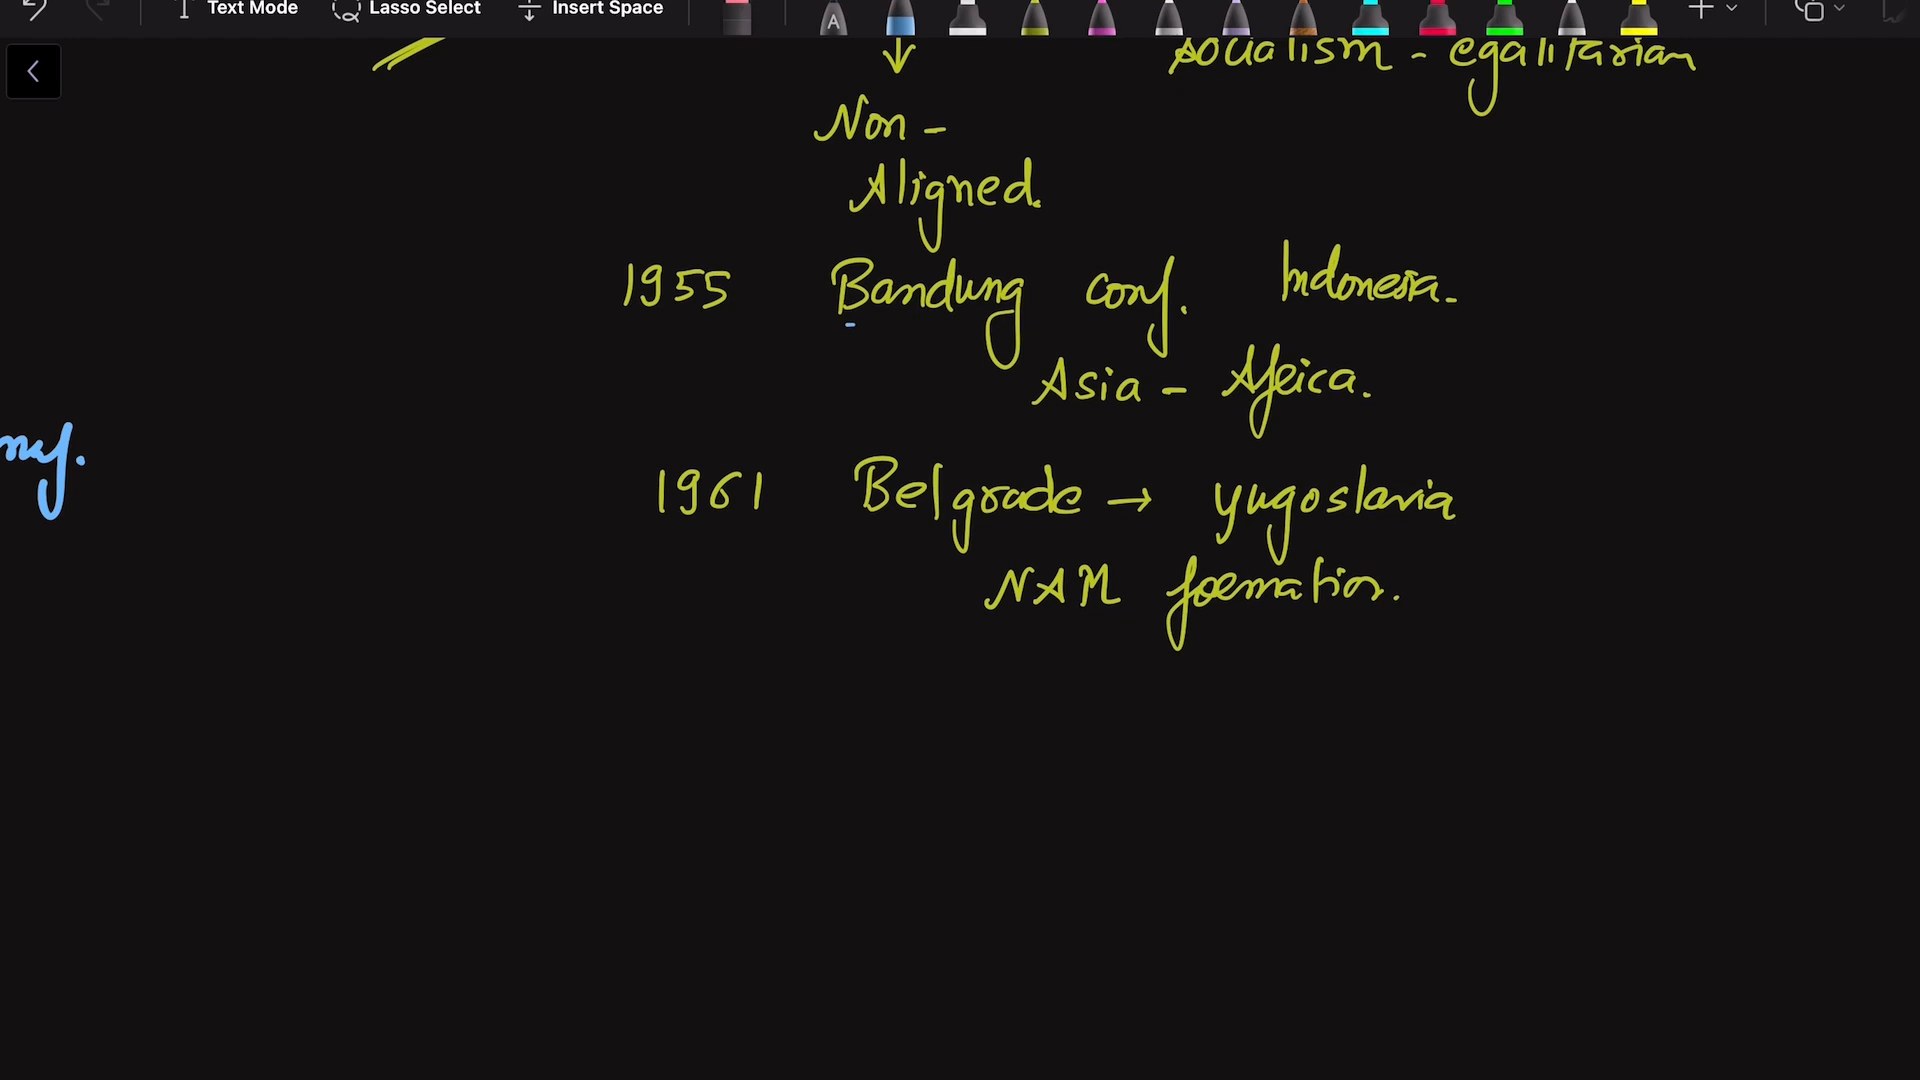 Text Mode Lasso Select Insert Space
A
socialism - egalitarian
Non -
Aligned.
1955 Bandung conf. Indonesia.
Asia - Africa.
1961 Belgrade → yugoslavia
NAM formation.